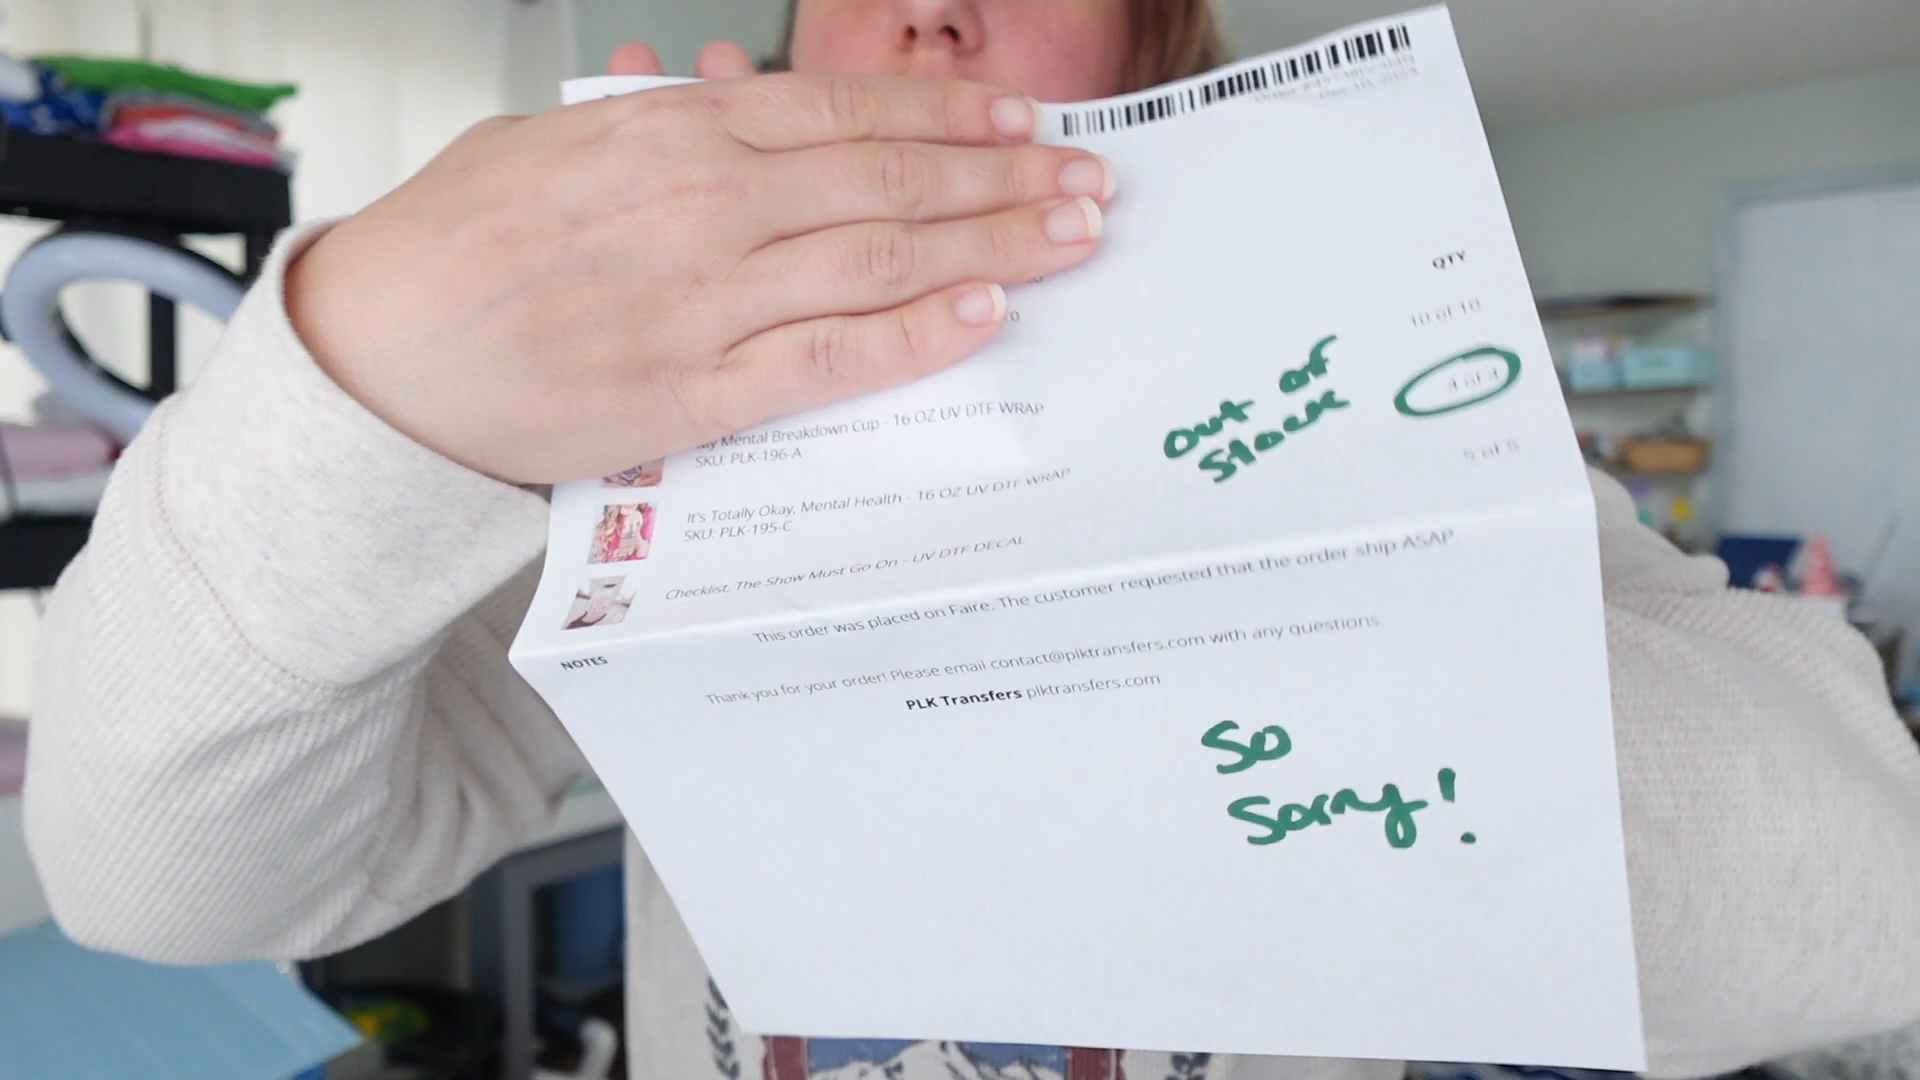 QTY
10 of 10
My Mental Breakdown Cup - 16 OZ UV DTF WRAP
SKU: PLK-196-A
out of
stock
4 of 4
It's Totally Okay, Mental Health - 16 OZ UV DTF WRAP
SKU: PLK-195-C
5 of 5
Checklist, The Show Must Go On - UV DTF DECAL
NOTES
This order was placed on Faire. The customer requested that the order ship ASAP.
Thank you for your order! Please email contact@plktransfers.com with any questions.
PLK Transfers plktransfers.com
So
Sorry!